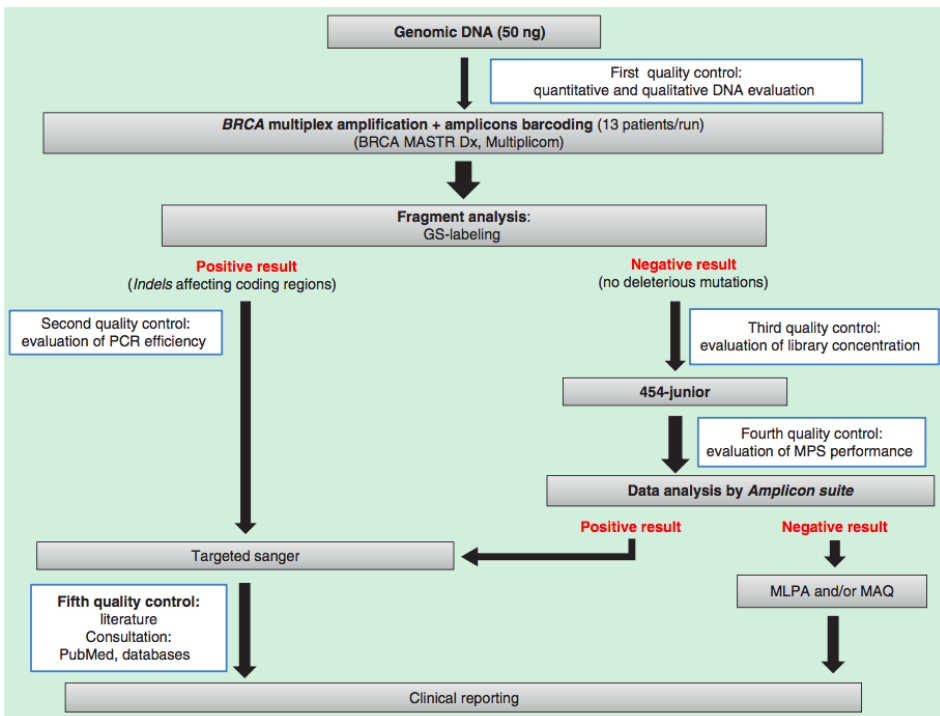 Genomic DNA (50 ng)
First quality control:
quantitative and qualitative DNA evaluation
BRCA multiplex amplification + amplicons barcoding (13 patients/run)
(BRCA MASTR Dx, Multiplicom)
Fragment analysis:
GS-labeling
Positive result
(Indels affecting coding regions)
Negative result
(no deleterious mutations)
Second quality control:
evaluation of PCR efficiency
Third quality control:
evaluation of library concentration
454-junior
Fourth quality control:
evaluation of MPS performance
Data analysis by Amplicon suite
Positive result
Negative result
Targeted sanger
MLPA and/or MAQ
Fifth quality control:
literature
Consultation:
PubMed, databases
Clinical reporting